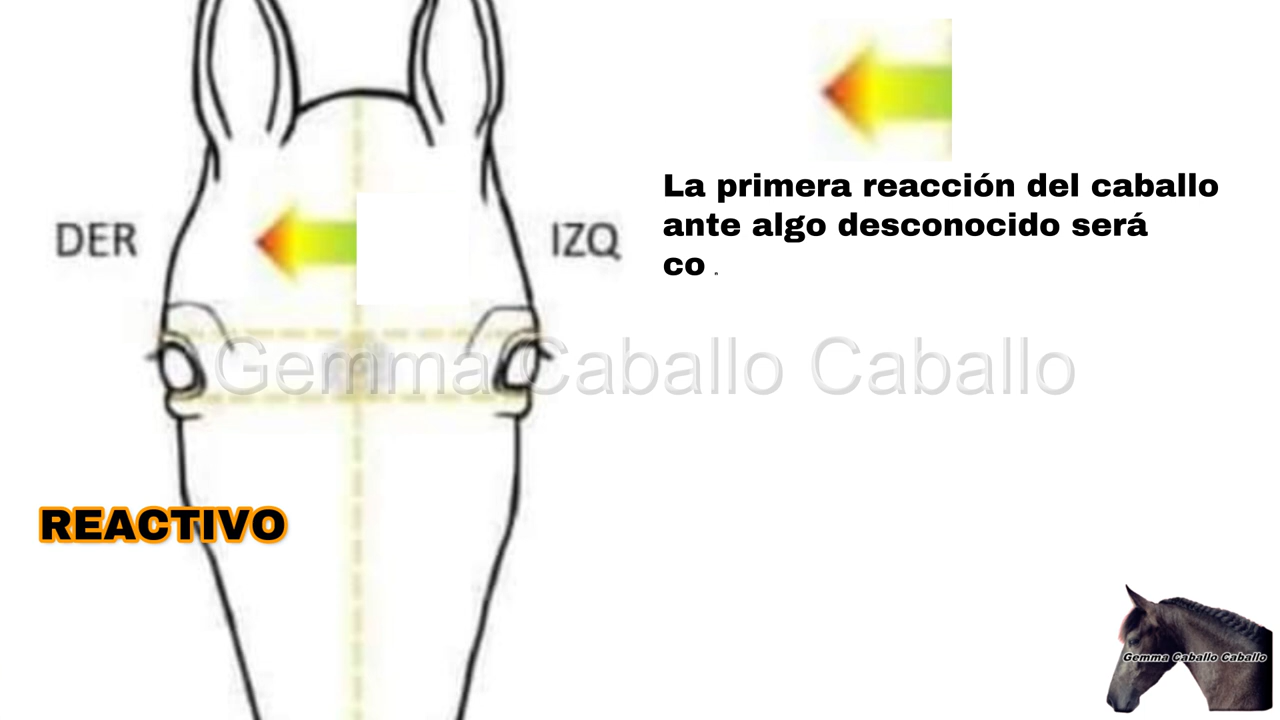 La primera reacción del caballo
ante algo desconocido será
co
DER
IZQ
Gemma Caballo Caballo
REACTIVO
Gemma Caballo Caballo